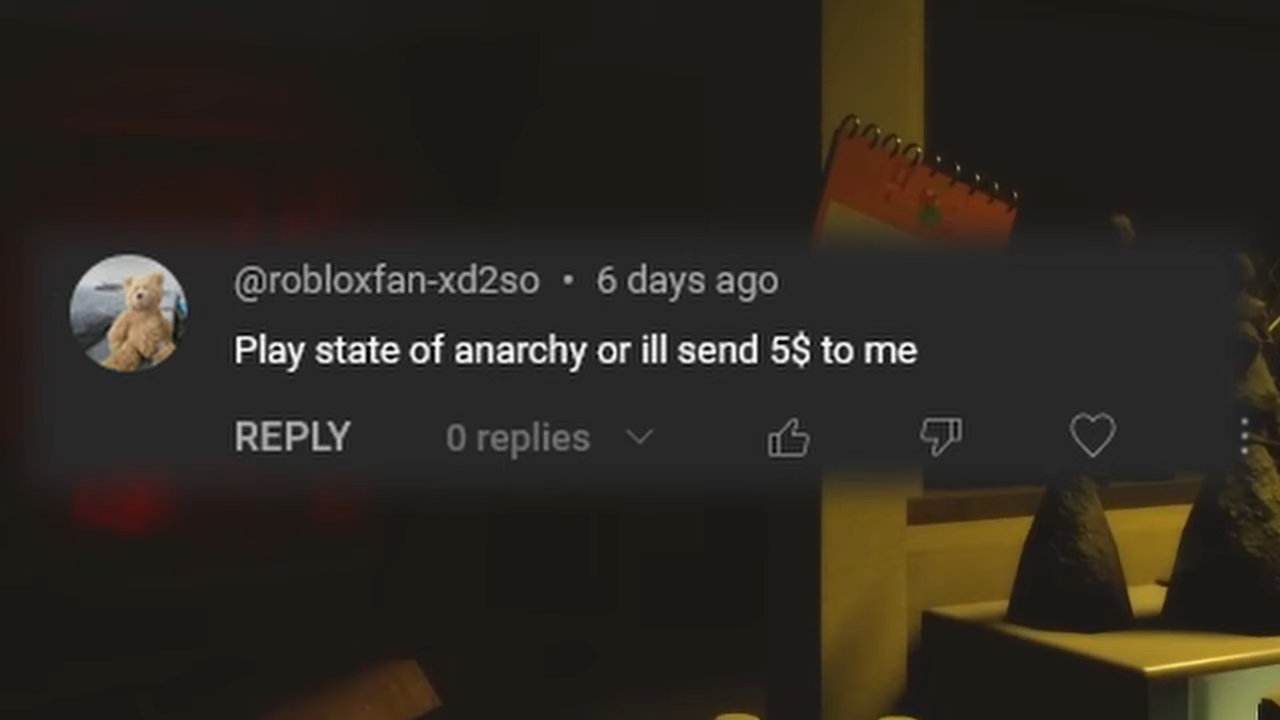 @robloxfan-xd2so • 6 days ago
Play state of anarchy or ill send 5$ to me
REPLY 0 replies